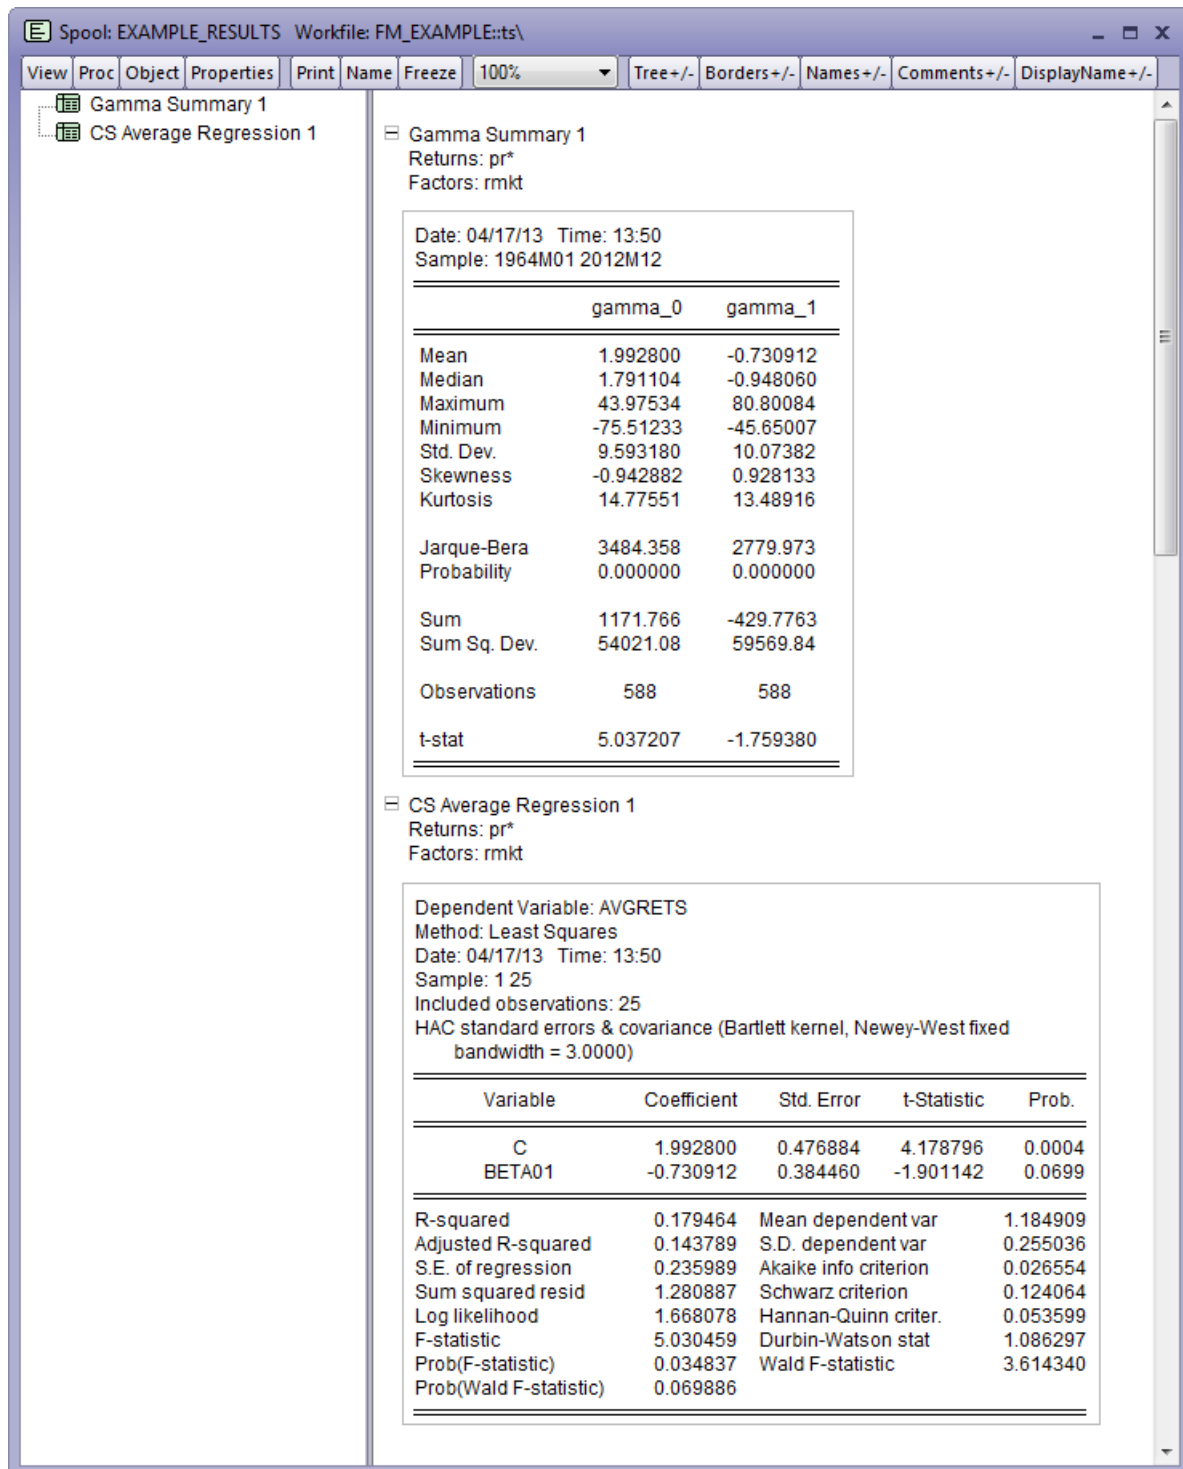 Spool: EXAMPLE_RESULTS Workfile: FM_EXAMPLE::ts\
View Proc Object Properties Print Name Freeze 100% Tree+/- Borders+/- Names+/- Comments+/- DisplayName+/-
Gamma Summary 1
CS Average Regression 1
Gamma Summary 1
Returns: pr*
Factors: rmkt
Date: 04/17/13 Time: 13:50
Sample: 1964M01 2012M12
gamma_0 gamma_1
Mean 1.992800 -0.730912
Median 1.791104 -0.948060
Maximum 43.97534 80.80084
Minimum -75.51233 -45.65007
Std. Dev. 9.593180 10.07382
Skewness -0.942882 0.928133
Kurtosis 14.77551 13.48916
Jarque-Bera 3484.358 2779.973
Probability 0.000000 0.000000
Sum 1171.766 -429.7763
Sum Sq. Dev. 54021.08 59569.84
Observations 588 588
t-stat 5.037207 -1.759380
CS Average Regression 1
Returns: pr*
Factors: rmkt
Dependent Variable: AVGRETS
Method: Least Squares
Date: 04/17/13 Time: 13:50
Sample: 1 25
Included observations: 25
HAC standard errors & covariance (Bartlett kernel, Newey-West fixed
bandwidth = 3.0000)
Variable Coefficient Std. Error t-Statistic Prob.
C 1.992800 0.476884 4.178796 0.0004
BETA01 -0.730912 0.384460 -1.901142 0.0699
R-squared 0.179464 Mean dependent var 1.184909
Adjusted R-squared 0.143789 S.D. dependent var 0.255036
S.E. of regression 0.235989 Akaike info criterion 0.026554
Sum squared resid 1.280887 Schwarz criterion 0.124064
Log likelihood 1.668078 Hannan-Quinn criter. 0.053599
F-statistic 5.030459 Durbin-Watson stat 1.086297
Prob(F-statistic) 0.034837 Wald F-statistic 3.614340
Prob(Wald F-statistic) 0.069886